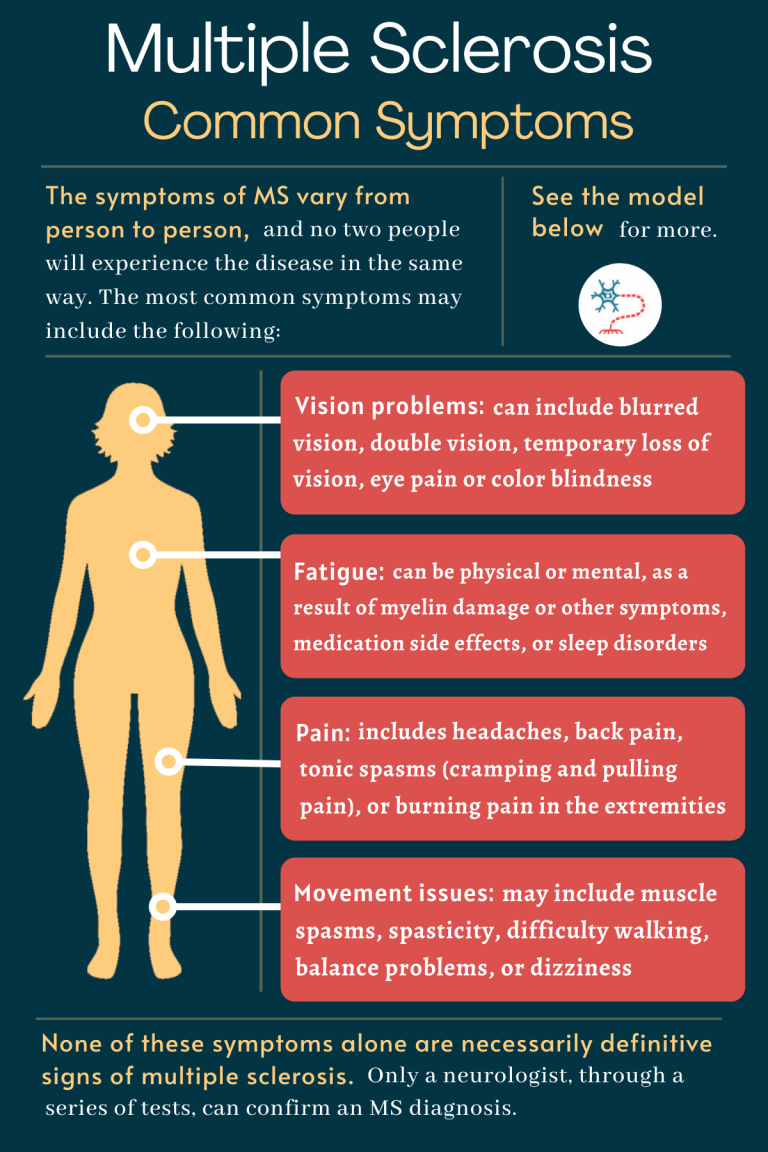 Multiple Sclerosis
Common Symptoms
The symptoms of MS vary from
person to person, and no two people
will experience the disease in the same
way. The most common symptoms may
include the following:
See the model
below for more.
Vision problems: can include blurred
vision, double vision, temporary loss of
vision, eye pain or color blindness
Fatigue: can be physical or mental, as a
result of myelin damage or other symptoms,
medication side effects, or sleep disorders
Pain: includes headaches, back pain,
tonic spasms (cramping and pulling
pain), or burning pain in the extremities
Movement issues: may include muscle
spasms, spasticity, difficulty walking,
balance problems, or dizziness
None of these symptoms alone are necessarily definitive
signs of multiple sclerosis. Only a neurologist, through a
series of tests, can confirm an MS diagnosis.